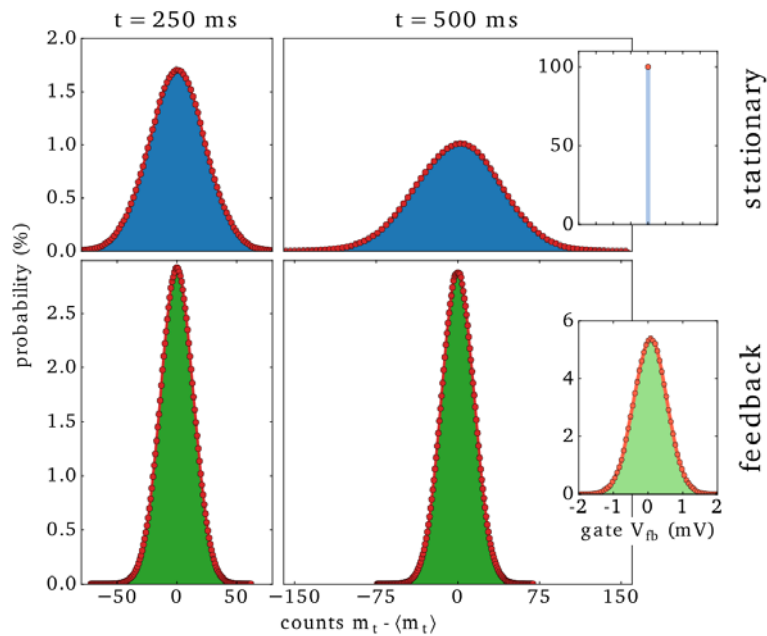 t = 250 ms
t = 500 ms
2.0
1.5
1.0
0.5
0.0
100
50
0
stationary
probability (%)
2.5
2.0
1.5
1.0
0.5
0.0
6
4
2
0
feedback
-2 -1 0 1 2
gate V_fb (mV)
−50 0 50
−150 −75 0 75 150
counts m_t - ⟨m_t⟩